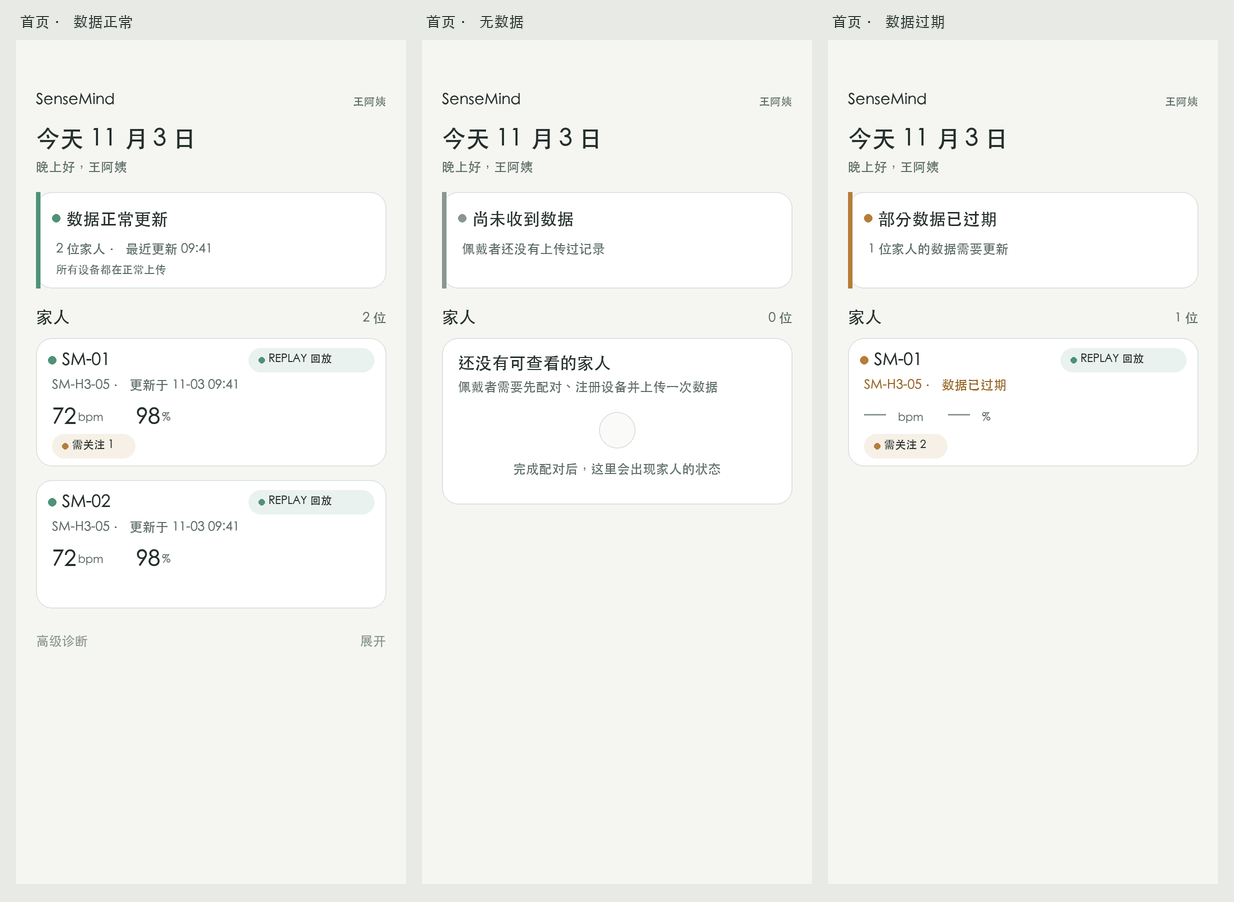 首页 · 数据正常
SenseMind
王阿姨
今天 11 月 3 日
晚上好，王阿姨
数据正常更新
2 位家人 · 最近更新 09:41
所有设备都在正常上传
家人
2 位
SM-01
REPLAY 回放
SM-H3-05 · 更新于 11-03 09:41
72 bpm 98 %
需关注 1
SM-02
REPLAY 回放
SM-H3-05 · 更新于 11-03 09:41
72 bpm 98 %
高级诊断
展开
首页 · 无数据
SenseMind
王阿姨
今天 11 月 3 日
晚上好，王阿姨
尚未收到数据
佩戴者还没有上传过记录
家人
0 位
还没有可查看的家人
佩戴者需要先配对、注册设备并上传一次数据
完成配对后，这里会出现家人的状态
首页 · 数据过期
SenseMind
王阿姨
今天 11 月 3 日
晚上好，王阿姨
部分数据已过期
1 位家人的数据需要更新
家人
1 位
SM-01
REPLAY 回放
SM-H3-05 · 数据已过期
— bpm — %
需关注 2